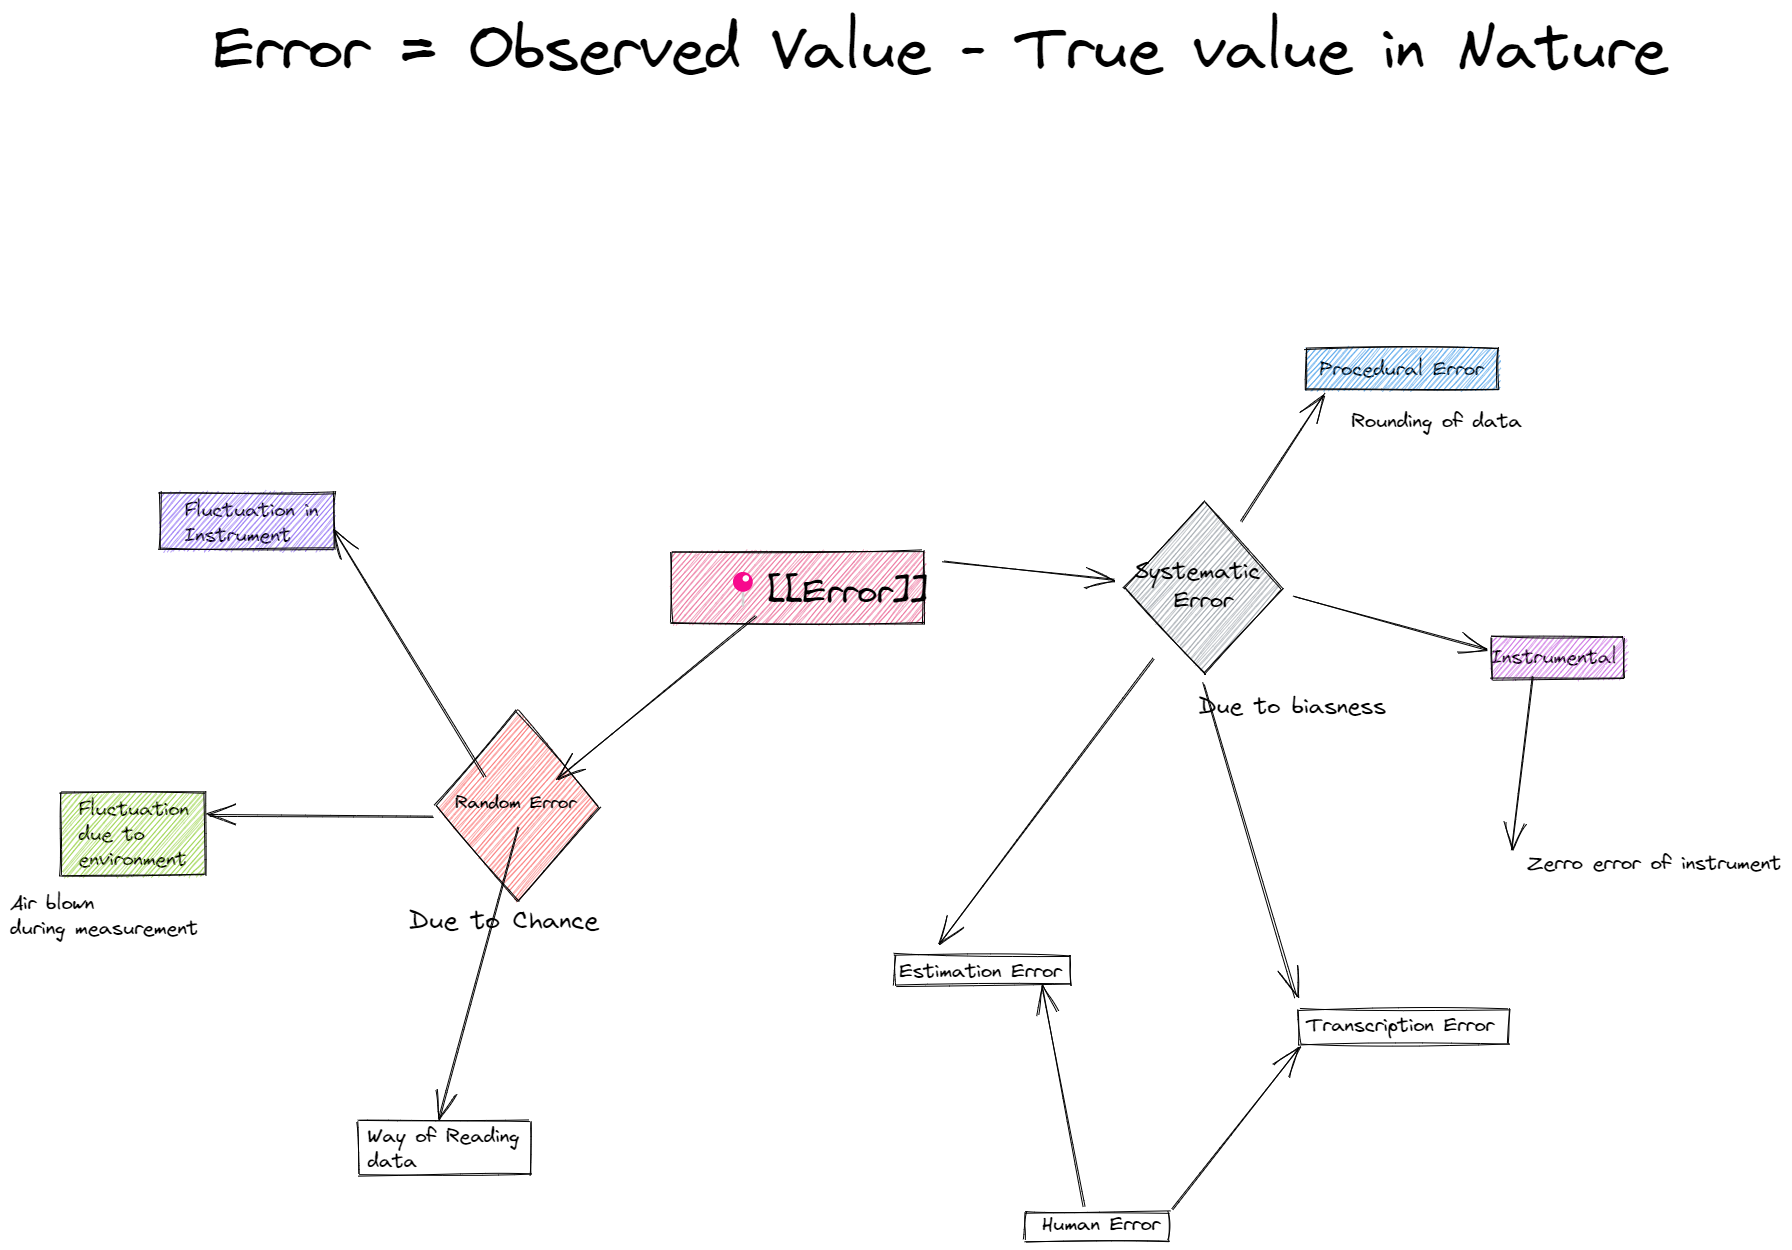 Error = Observed Value - True value in Nature
Procedural Error
Rounding of data
Fluctuation in
Instrument
[[Error]]
Systematic
Error
Instrumental
Due to biasness
Random Error
Fluctuation
due to
environment
Zerro error of instrument
Air blown
during measurement
Due to Chance
Estimation Error
Transcription Error
Way of Reading
data
Human Error